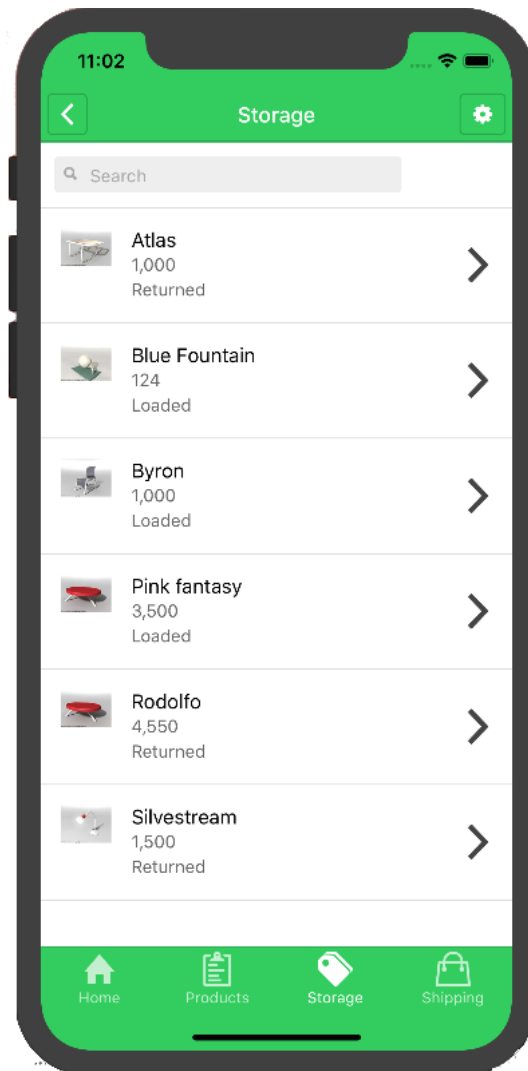 11:02
Storage
Search
Atlas
1,000
Returned
Blue Fountain
124
Loaded
Byron
1,000
Loaded
Pink fantasy
3,500
Loaded
Rodolfo
4,550
Returned
Silvestream
1,500
Returned
Home Products Storage Shipping